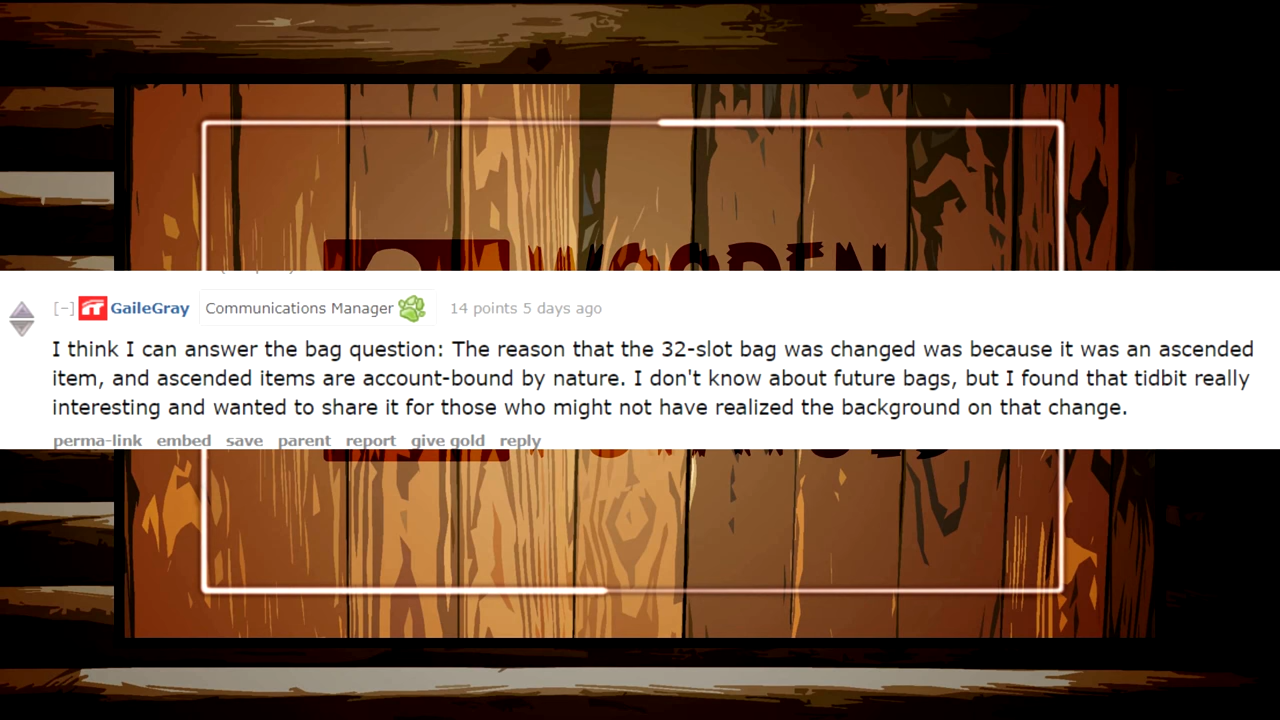 WOODEN
[-] GaileGray Communications Manager 14 points 5 days ago
I think I can answer the bag question: The reason that the 32-slot bag was changed was because it was an ascended
item, and ascended items are account-bound by nature. I don't know about future bags, but I found that tidbit really
interesting and wanted to share it for those who might not have realized the background on that change.
perma-link embed save parent report give gold reply